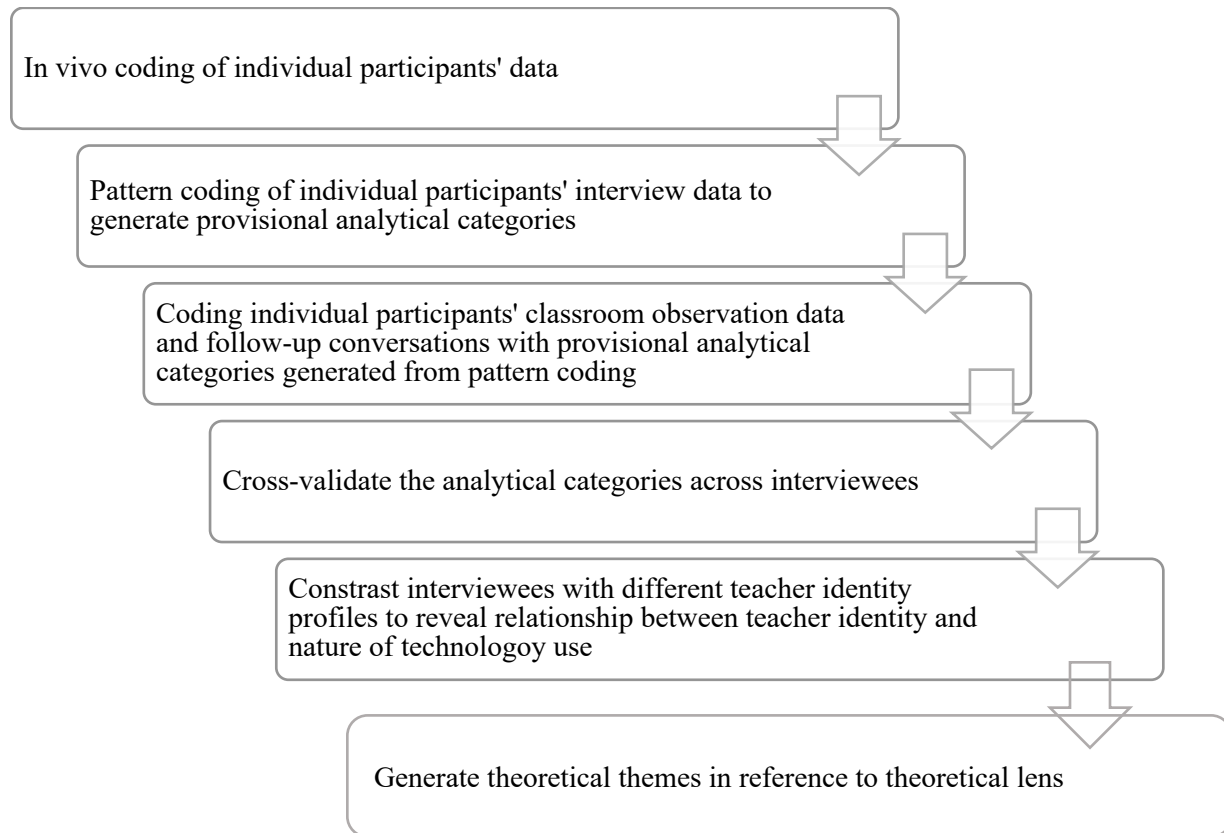 In vivo coding of individual participants' data
Pattern coding of individual participants' interview data to
generate provisional analytical categories
Coding individual participants' classroom observation data
and follow-up conversations with provisional analytical
categories generated from pattern coding
Cross-validate the analytical categories across interviewees
Constrast interviewees with different teacher identity
profiles to reveal relationship between teacher identity and
nature of technologoy use
Generate theoretical themes in reference to theoretical lens